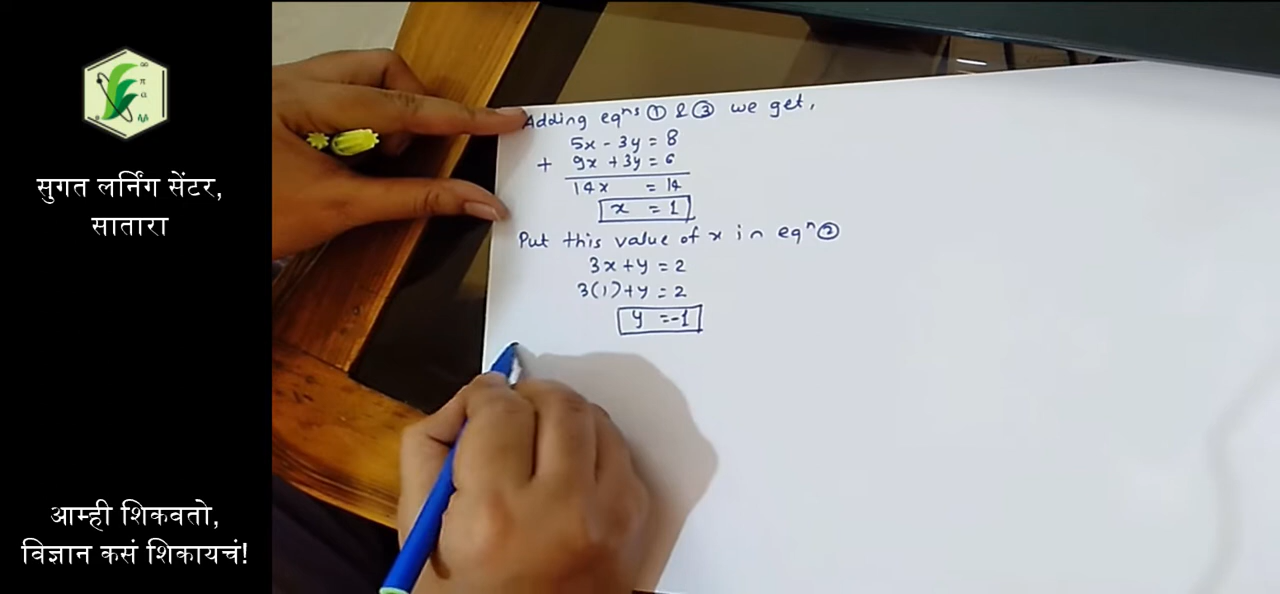 सुगत लर्निंग सेंटर,
सातारा
आम्ही शिकवतो,
विज्ञान कसं शिकायचं!
Adding eqns ① & ③ we get,
5x - 3y = 8
+ 9x + 3y = 6
14x = 14
x = 1
Put this value of x in eqn ②
3x + y = 2
3(1) + y = 2
y = -1